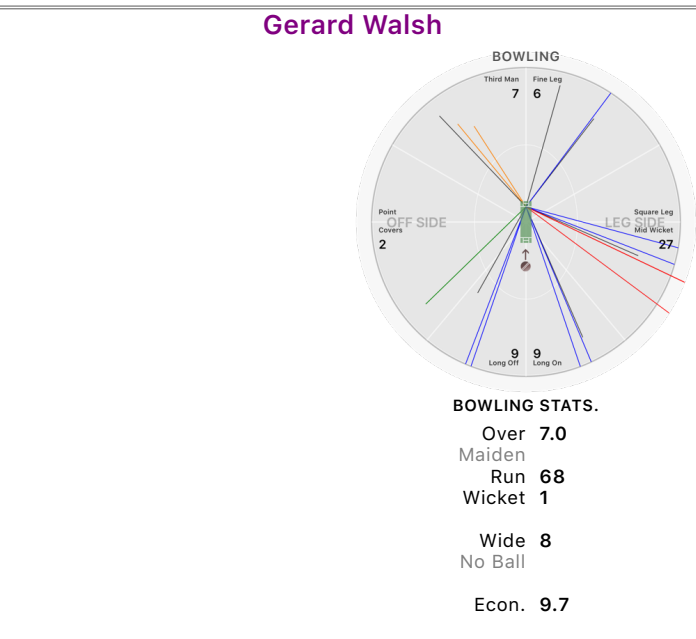 Gerard Walsh
BOWLING
Third Man Fine Leg
7 6
Point Square Leg
OFF SIDE LEG SIDE
Covers Mid Wicket
2 27
9 9
Long Off Long On
BOWLING STATS.
Over 7.0
Maiden
Run 68
Wicket 1
Wide 8
No Ball
Econ. 9.7